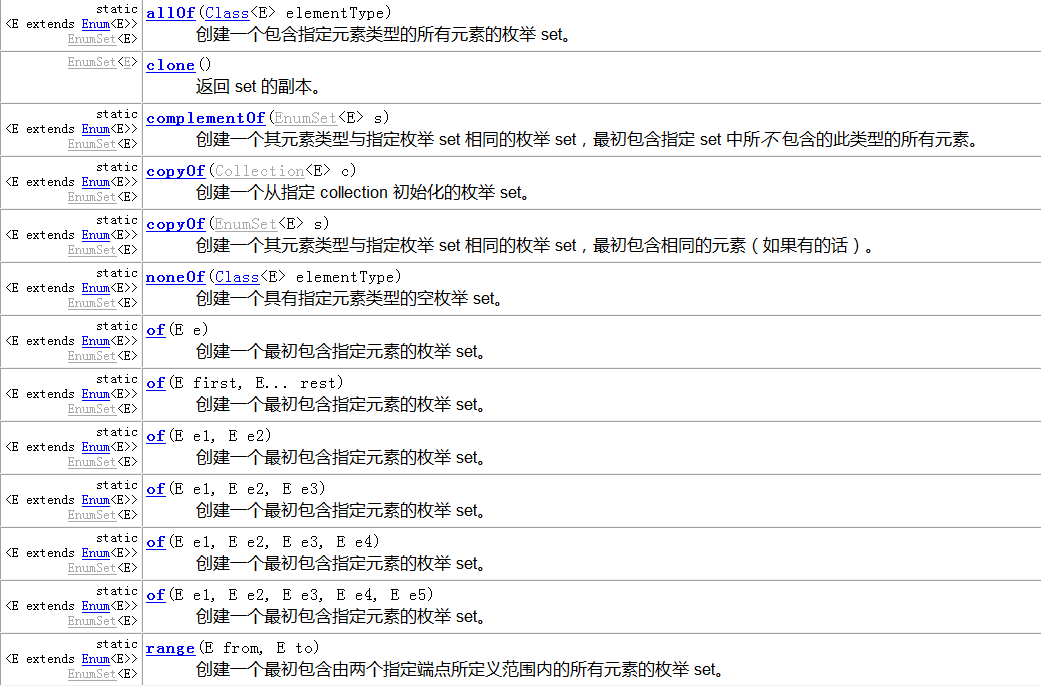 static
<E extends Enum<E>>
EnumSet<E>
allOf(Class<E> elementType)
创建一个包含指定元素类型的所有元素的枚举 set。
EnumSet<E>
clone()
返回 set 的副本。
static
<E extends Enum<E>>
EnumSet<E>
complementOf(EnumSet<E> s)
创建一个其元素类型与指定枚举 set 相同的枚举 set，最初包含指定 set 中所不 包含的此类型的所有元素。
static
<E extends Enum<E>>
EnumSet<E>
copyOf(Collection<E> c)
创建一个从指定 collection 初始化的枚举 set。
static
<E extends Enum<E>>
EnumSet<E>
copyOf(EnumSet<E> s)
创建一个其元素类型与指定枚举 set 相同的枚举 set，最初包含相同的元素（如果有的话）。
static
<E extends Enum<E>>
EnumSet<E>
noneOf(Class<E> elementType)
创建一个具有指定元素类型的空枚举 set。
static
<E extends Enum<E>>
EnumSet<E>
of(E e)
创建一个最初包含指定元素的枚举 set。
static
<E extends Enum<E>>
EnumSet<E>
of(E first, E... rest)
创建一个最初包含指定元素的枚举 set。
static
<E extends Enum<E>>
EnumSet<E>
of(E e1, E e2)
创建一个最初包含指定元素的枚举 set。
static
<E extends Enum<E>>
EnumSet<E>
of(E e1, E e2, E e3)
创建一个最初包含指定元素的枚举 set。
static
<E extends Enum<E>>
EnumSet<E>
of(E e1, E e2, E e3, E e4)
创建一个最初包含指定元素的枚举 set。
static
<E extends Enum<E>>
EnumSet<E>
of(E e1, E e2, E e3, E e4, E e5)
创建一个最初包含指定元素的枚举 set。
static
<E extends Enum<E>>
EnumSet<E>
range(E from, E to)
创建一个最初包含由两个指定端点所定义范围内的所有元素的枚举 set。